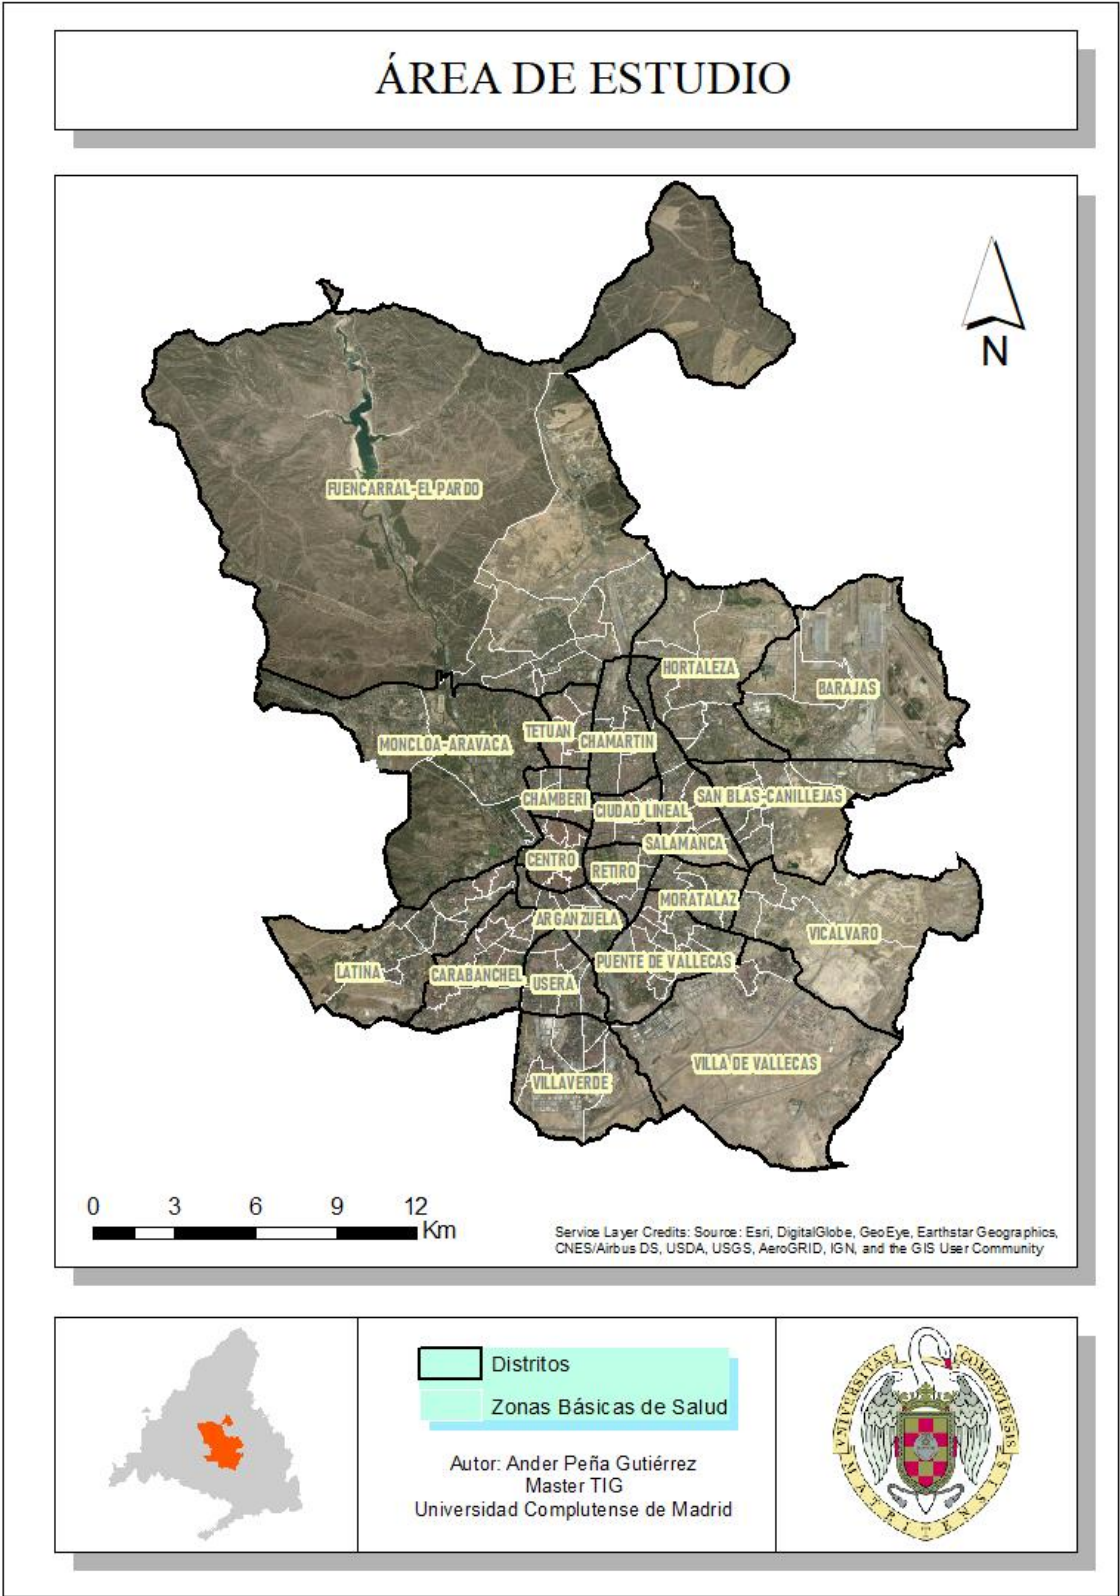 ÁREA DE ESTUDIO
N
FUENCARRAL-EL PARDO
HORTALEZA
BARAJAS
TETUAN
CHAMARTIN
MONCLOA-ARAVACA
CHAMBERI
CIUDAD LINEAL
SAN BLAS-CANILLEJAS
SALAMANCA
CENTRO
RETIRO
MORATALAZ
ARGANZUELA
VICALVARO
LATINA
CARABANCHEL
USERA
PUENTE DE VALLECAS
VILLA DE VALLECAS
VILLAVERDE
0 3 6 9 12
Km
Service Layer Credits: Source: Esri, DigitalGlobe, GeoEye, Earthstar Geographics,
CNES/Airbus DS, USDA, USGS, AeroGRID, IGN, and the GIS User Community
Distritos
Zonas Básicas de Salud
Autor: Ander Peña Gutiérrez
Master TIG
Universidad Complutense de Madrid
VNIVERSITAS
COMPLVTENSIS
MATRITENSIS